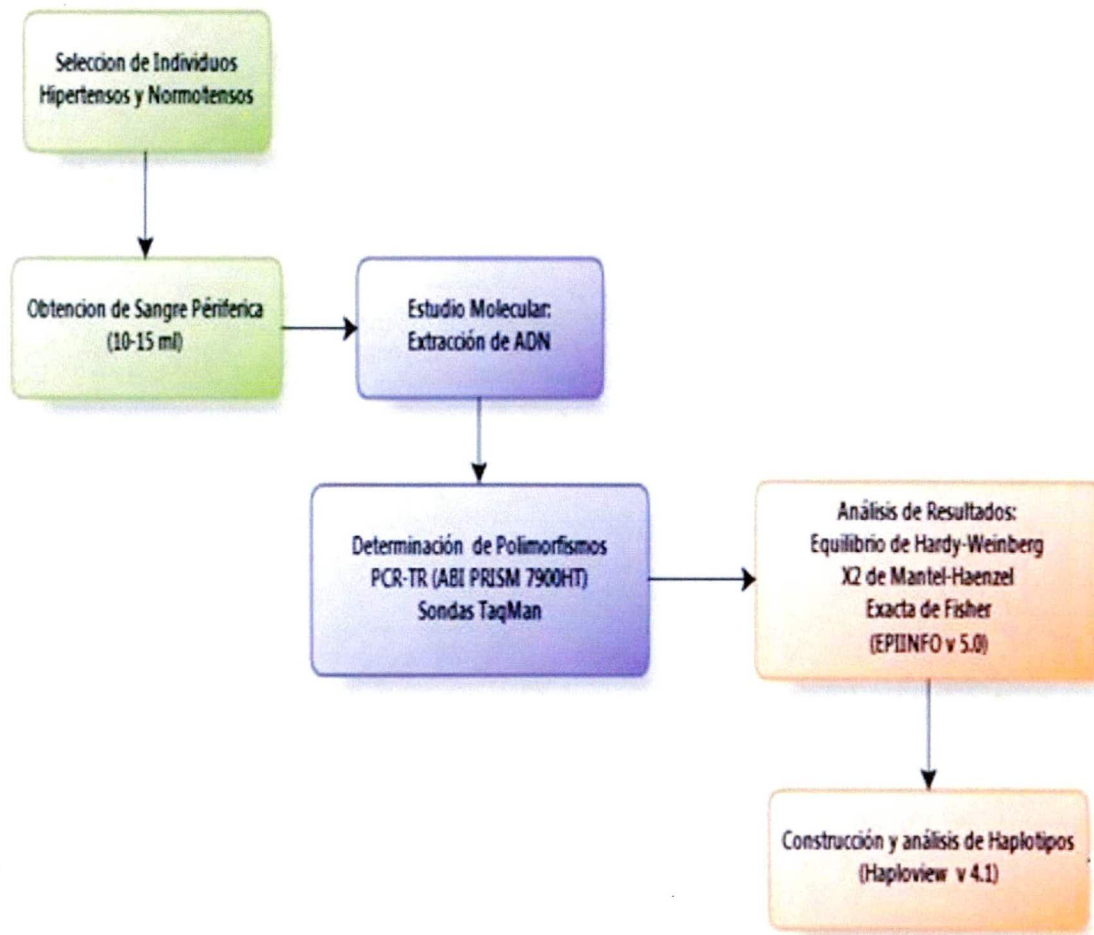 Seleccion de Individuos
Hipertensos y Normotensos
Obtencion de Sangre Périferica
(10-15 ml)
Estudio Molecular:
Extracción de ADN
Determinación de Polimorfismos
PCR-TR (ABI PRISM 7900HT)
Sondas TaqMan
Análisis de Resultados:
Equilibrio de Hardy-Weinberg
X2 de Mantel-Haenzel
Exacta de Fisher
(EPIINFO v 5.0)
Construcción y análisis de Haplotipos
(Haploview v 4.1)